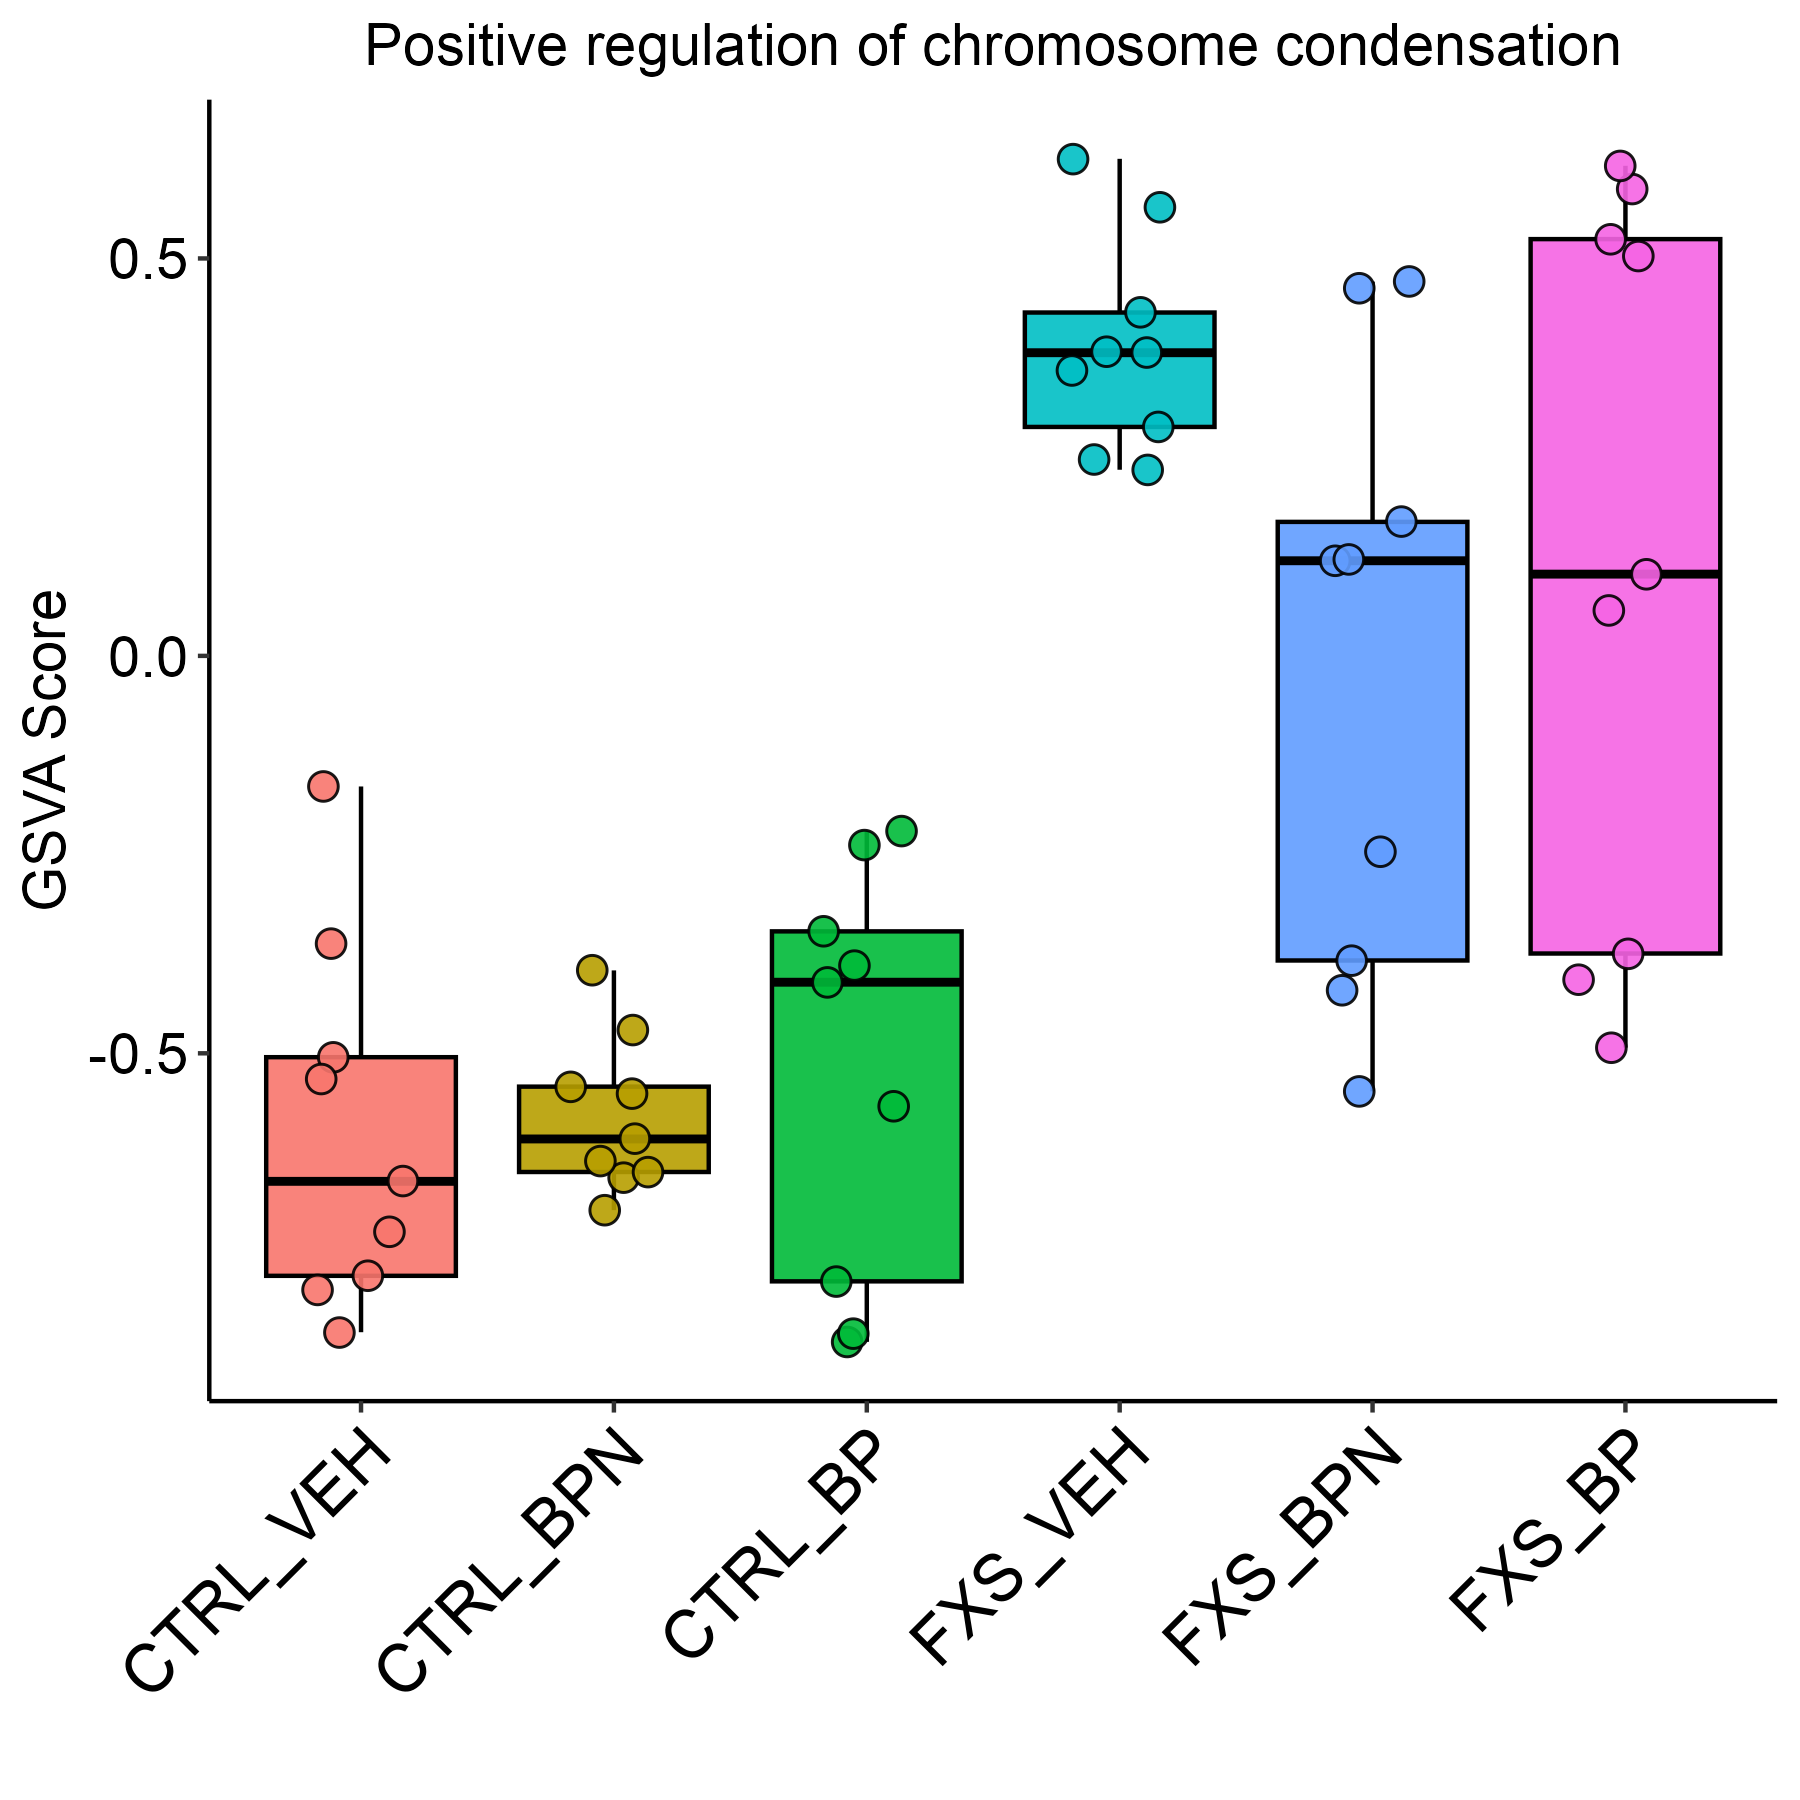 Positive regulation of chromosome condensation
GSVA Score
0.5
0.0
-0.5
CTRL_VEH
CTRL_BPN
CTRL_BP
FXS_VEH
FXS_BPN
FXS_BP